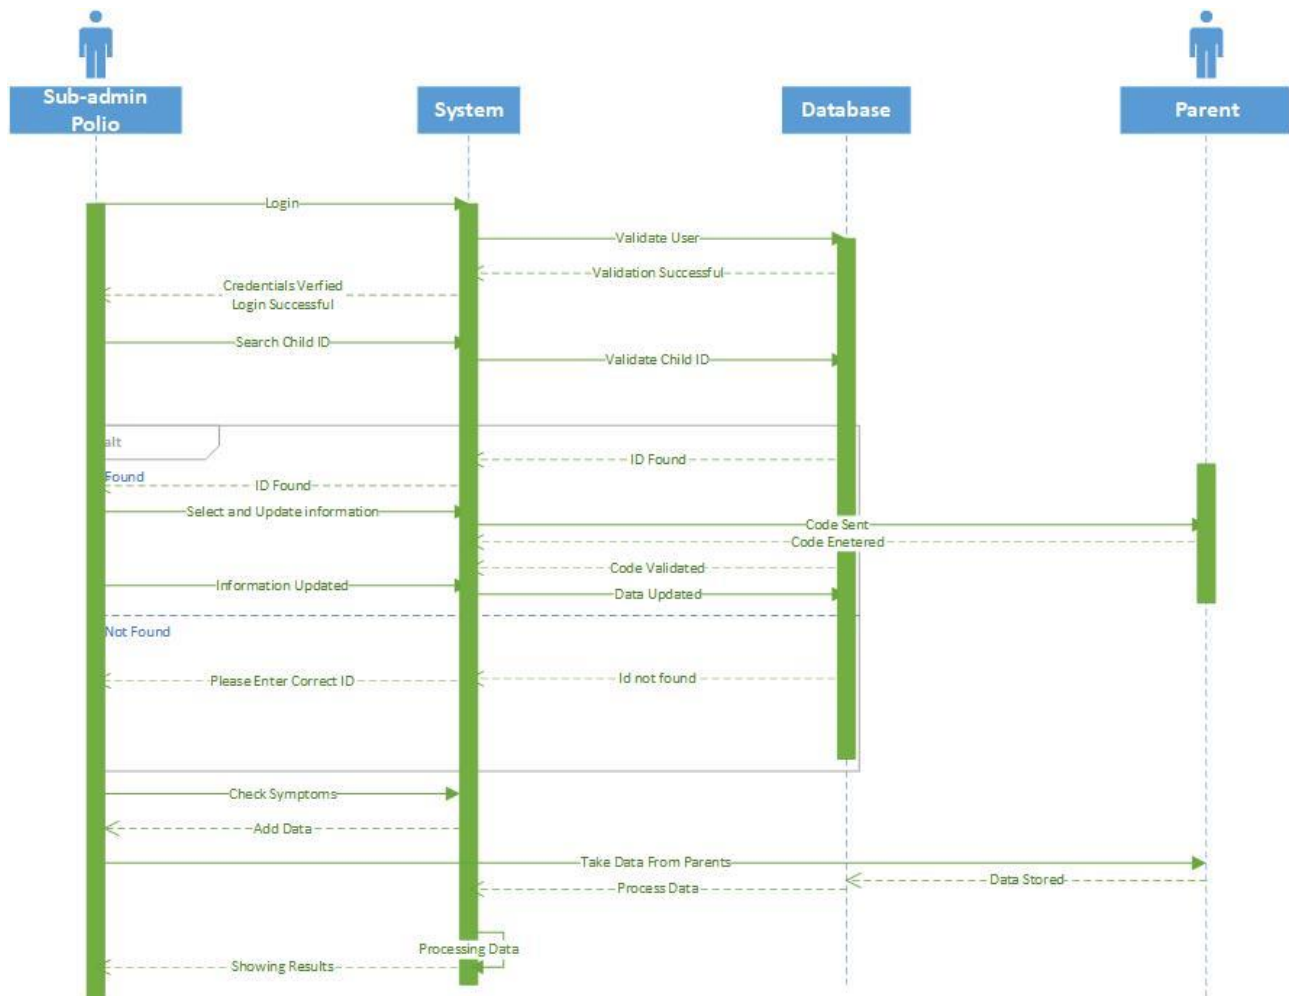 Sub-admin
Polio
System
Database
Parent
Login
Validate User
Validation Successful
Credentials Verfied
Login Successful
Search Child ID
Validate Child ID
alt
ID Found
Found
ID Found
Select and Update information
Code Sent
Code Enetered
Code Validated
Information Updated
Data Updated
Not Found
Id not found
Please Enter Correct ID
Check Symptoms
Add Data
Take Data From Parents
Data Stored
Process Data
Processing Data
Showing Results